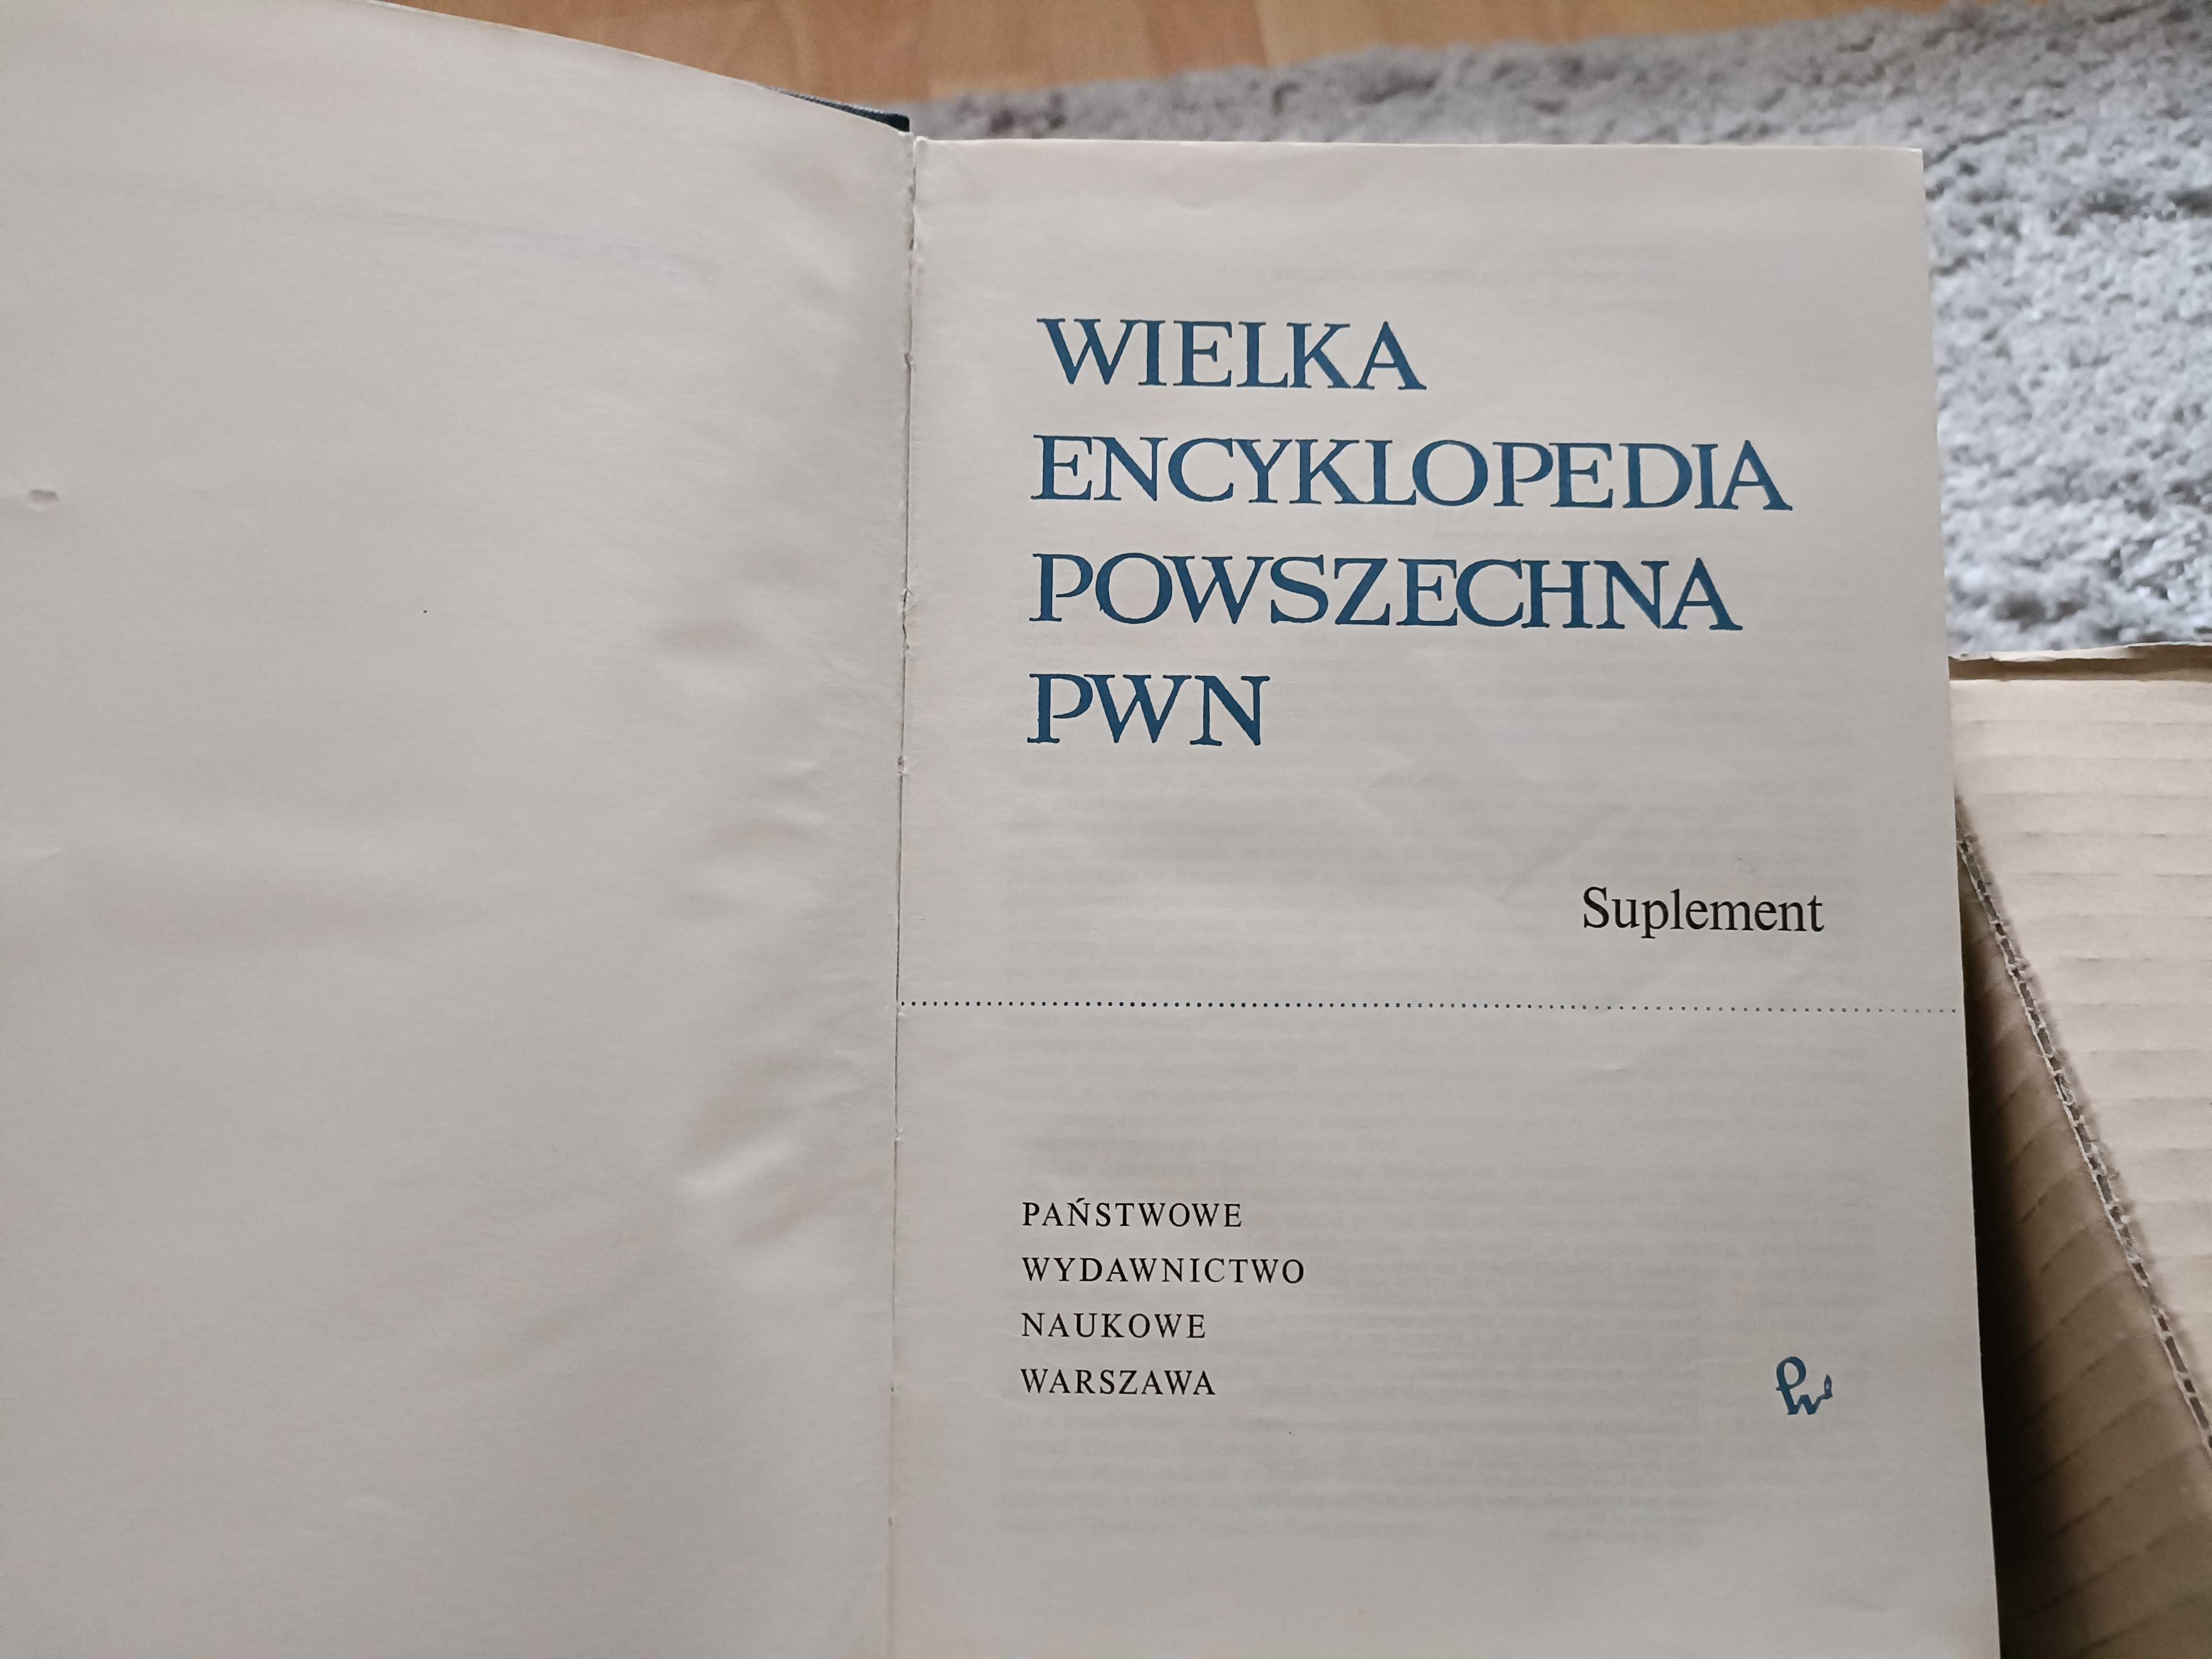 WIELKA
ENCYKLOPEDIA
POWSZECHNA
PWN
Suplement
PAŃSTWOWE
WYDAWNICTWO
NAUKOWE
WARSZAWA